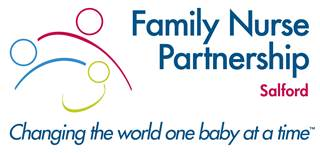 Family Nurse
Partnership
Salford
Changing the world one baby at a time™